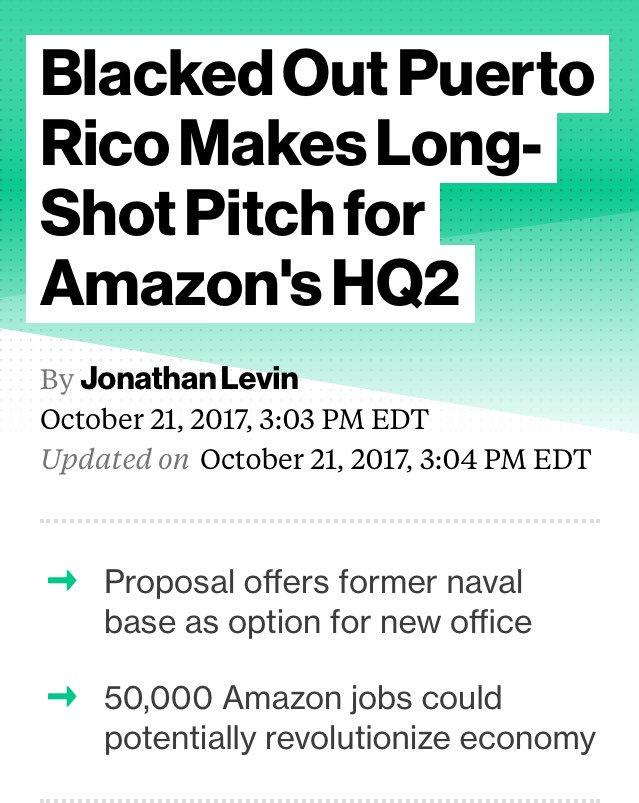 Blacked Out Puerto
Rico Makes Long-
Shot Pitch for
Amazon's HQ2
By Jonathan Levin
October 21, 2017, 3:03 PM EDT
Updated on October 21, 2017, 3:04 PM EDT
→ Proposal offers former naval
base as option for new office
→ 50,000 Amazon jobs could
potentially revolutionize economy